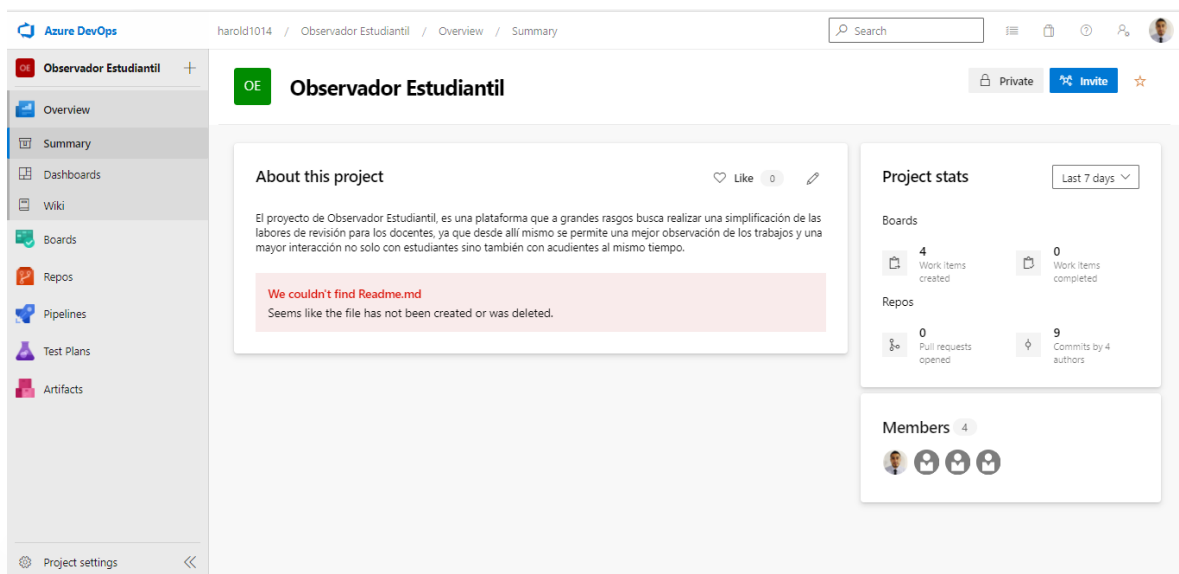 Azure DevOps
harold1014 / Observador Estudiantil / Overview / Summary
Search
OE Observador Estudiantil
OE Observador Estudiantil
Private
Invite
Overview
Summary
Dashboards
Wiki
Boards
Repos
Pipelines
Test Plans
Artifacts
Project settings
About this project
Like 0
El proyecto de Observador Estudiantil, es una plataforma que a grandes rasgos busca realizar una simplificación de las
labores de revisión para los docentes, ya que desde allí mismo se permite una mejor observación de los trabajos y una
mayor interacción no solo con estudiantes sino también con acudientes al mismo tiempo.
We couldn't find Readme.md
Seems like the file has not been created or was deleted.
Project stats
Last 7 days
Boards
4
Work items
created
0
Work items
completed
Repos
0
Pull requests
opened
9
Commits by 4
authors
Members 4